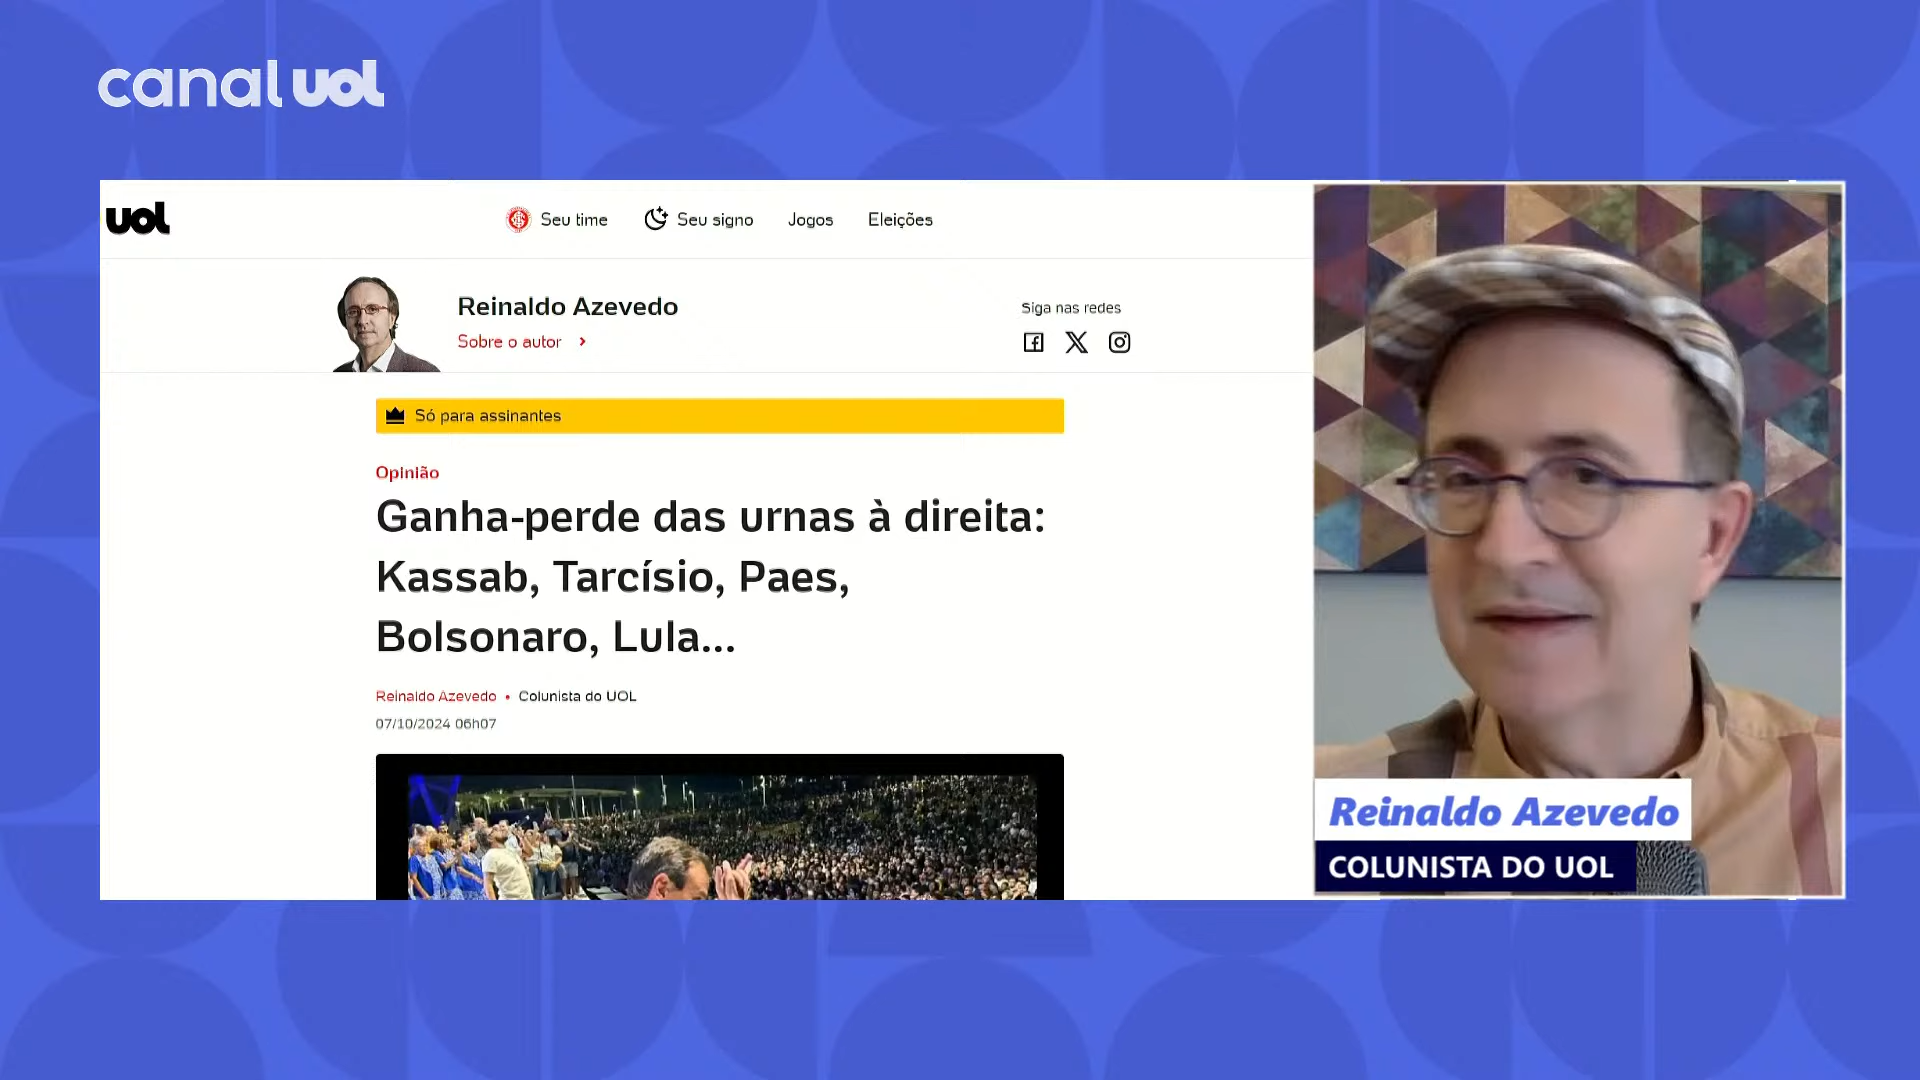 canal uol
uol
Seu time
Seu signo
Jogos
Eleições
Reinaldo Azevedo
Sobre o autor
Siga nas redes
Só para assinantes
Opinião
Ganha-perde das urnas à direita:
Kassab, Tarcísio, Paes,
Bolsonaro, Lula...
Reinaldo Azevedo • Colunista do UOL
07/10/2024 06h07
Reinaldo Azevedo
COLUNISTA DO UOL